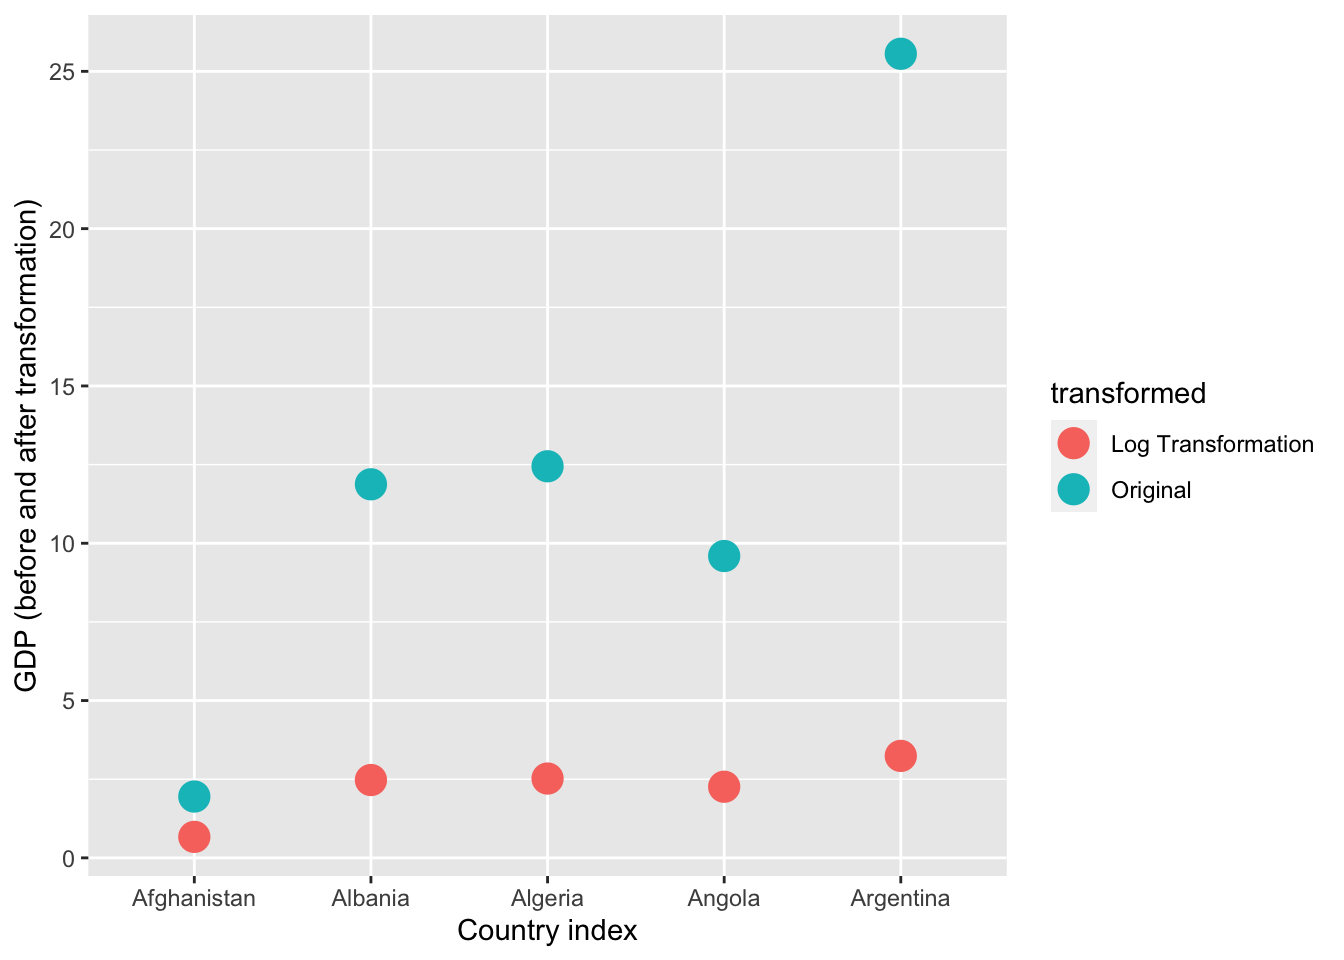 GDP (before and after transformation)
25
20
15
10
5
0
Afghanistan
Albania
Algeria
Angola
Argentina
Country index
transformed
Log Transformation
Original